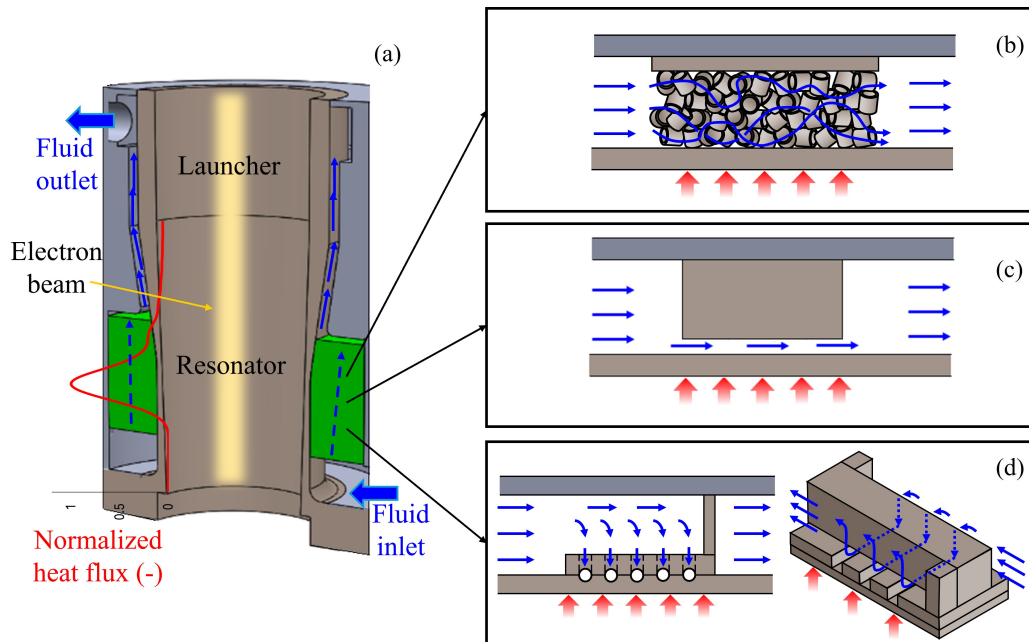 (a)
Fluid
outlet
Launcher
Electron
beam
Resonator
1
0.5
0
Normalized
heat flux (-)
Fluid
inlet
(b)
(c)
(d)